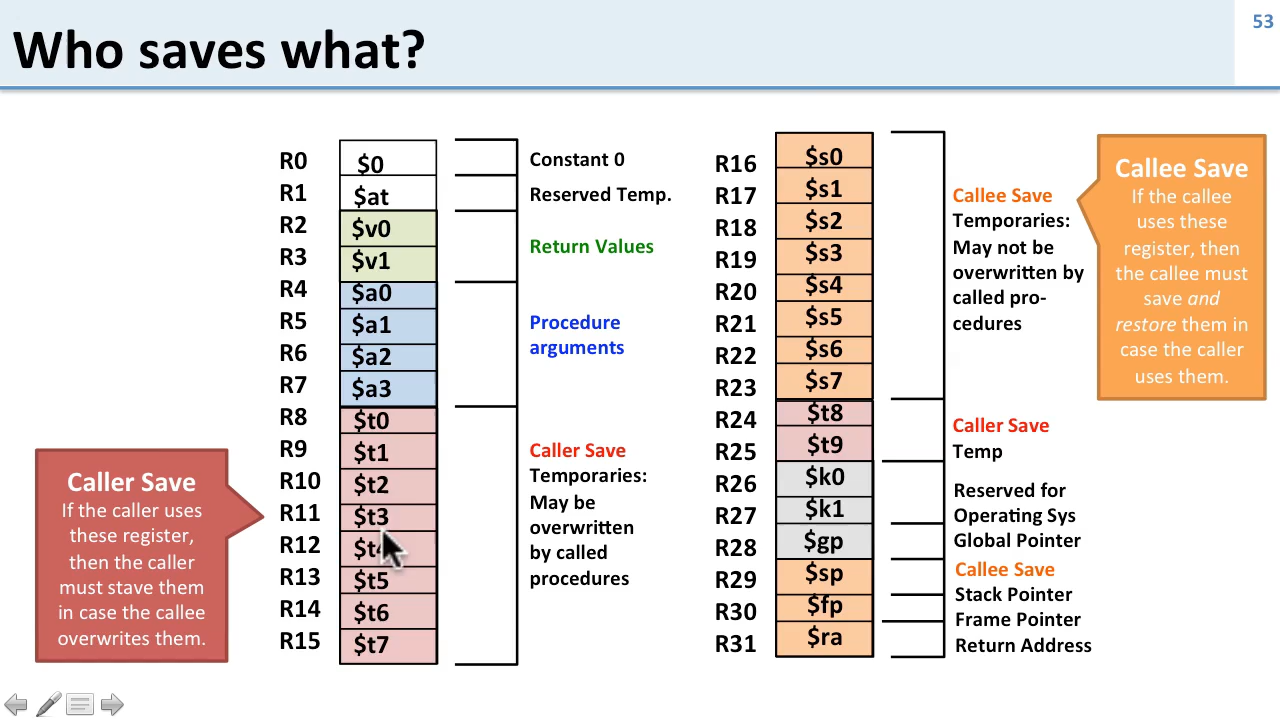 53
Who saves what?
R0 $0 Constant 0
R1 $at Reserved Temp.
R2 $v0
R3 $v1
Return Values
R4 $a0
R5 $a1
R6 $a2
R7 $a3
Procedure
arguments
R8 $t0
R9 $t1
R10 $t2
R11 $t3
R12
R13 $t5
R14 $t6
R15 $t7
Caller Save
Temporaries:
May be
overwritten
by called
procedures
Caller Save
If the caller uses
these register,
then the caller
must stave them
in case the callee
overwrites them.
R16 $s0
R17 $s1
R18 $s2
R19 $s3
R20 $s4
R21 $s5
R22 $s6
R23 $s7
Callee Save
Temporaries:
May not be
overwritten by
called pro-
cedures
Callee Save
If the callee
uses these
register, then
the callee must
save and
restore them in
case the caller
uses them.
R24 $t8
R25 $t9
Caller Save
Temp
R26 $k0
R27 $k1
R28 $gp
Reserved for
Operating Sys
Global Pointer
R29 $sp
R30 $fp
R31 $ra
Callee Save
Stack Pointer
Frame Pointer
Return Address